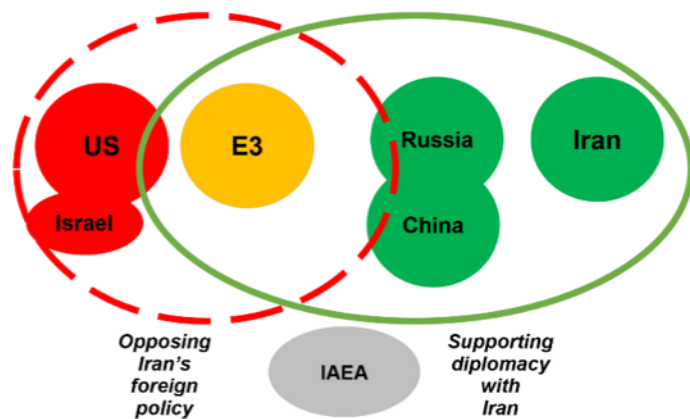 US
E3
Russia
Iran
Israel
China
Opposing
Iran's
foreign
policy
IAEA
Supporting
diplomacy
with
Iran